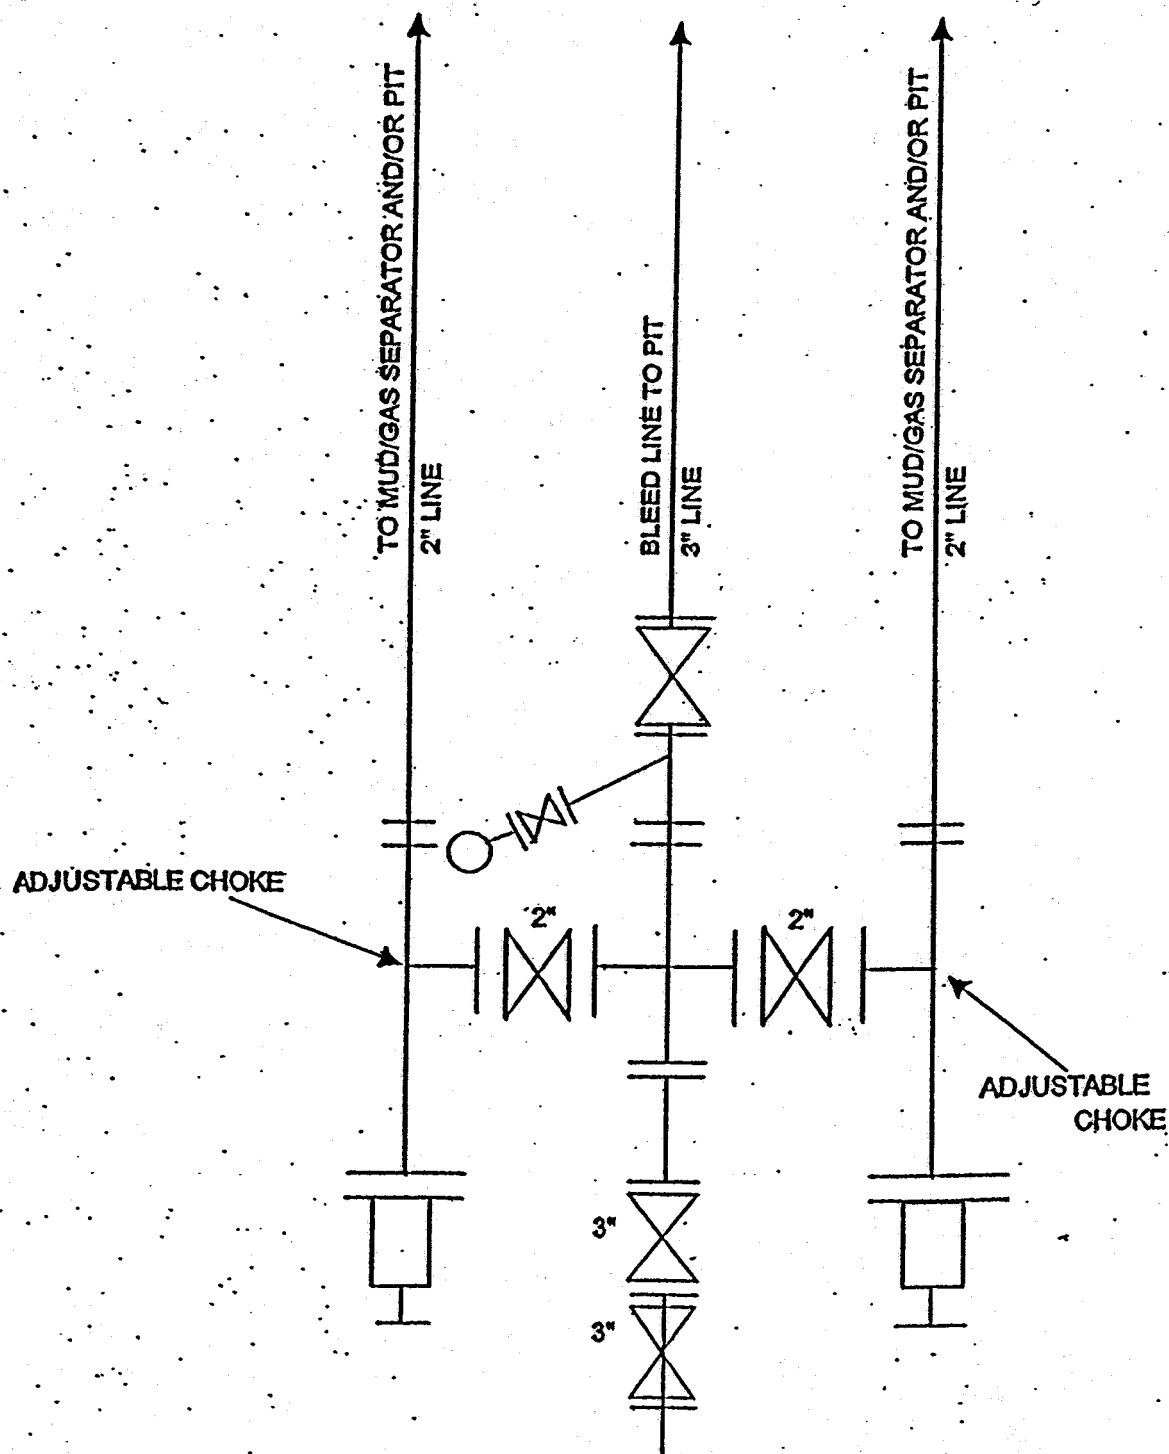 TO MUD/GAS SEPARATOR AND/OR PIT
2" LINE
BLEED LINE TO PIT
3" LINE
TO MUD/GAS SEPARATOR AND/OR PIT
2" LINE
ADJUSTABLE CHOKE
2"
2"
ADJUSTABLE
CHOKE
3"
3"